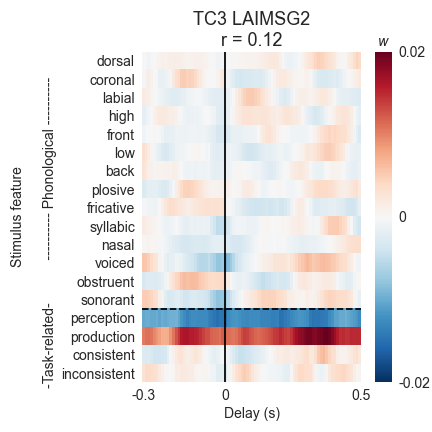 TC3 LAIMSG2
r = 0.12
w
Stimulus feature
-Task-related- ---------- Phonological ----------
dorsal
coronal
labial
high
front
low
back
plosive
fricative
syllabic
nasal
voiced
obstruent
sonorant
perception
production
consistent
inconsistent
0.02
0
-0.02
-0.3
0
0.5
Delay (s)